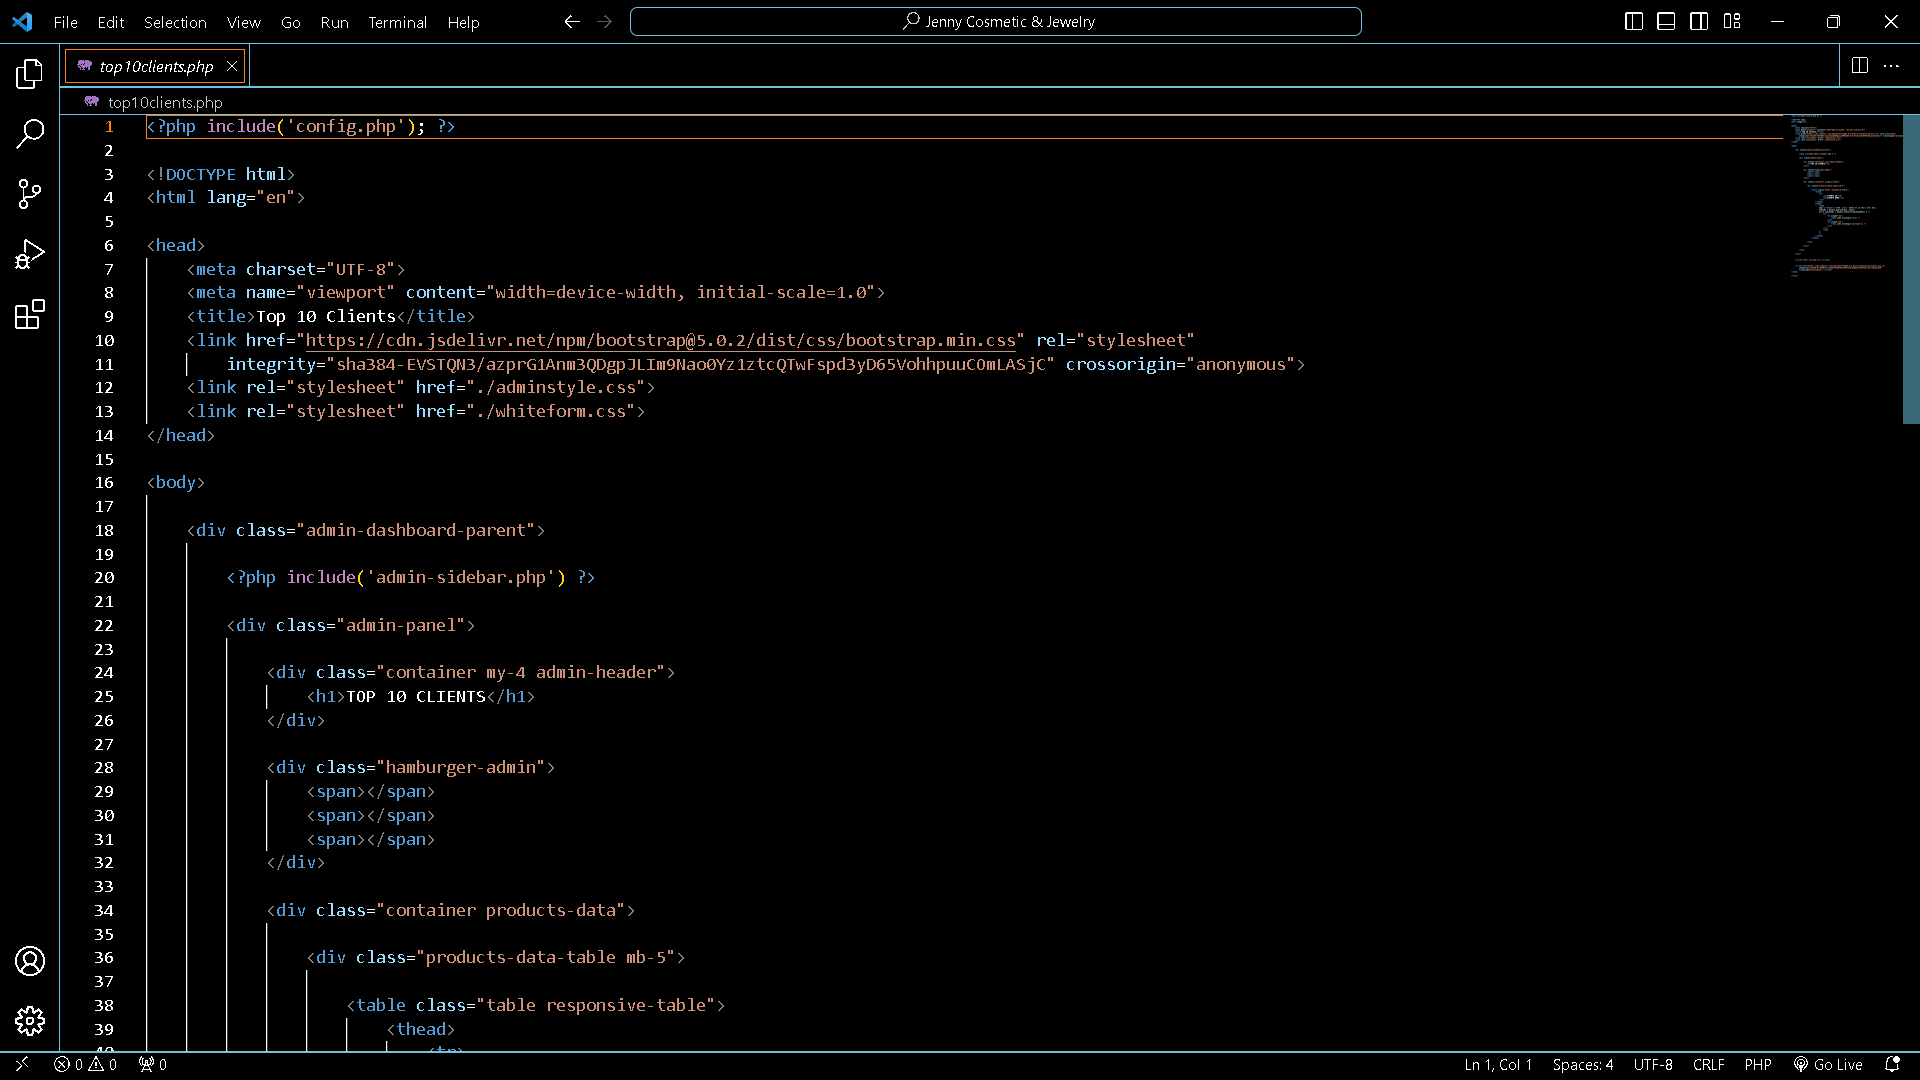 File Edit Selection View Go Run Terminal Help
Jenny Cosmetic & Jewelry
top10clients.php
top10clients.php
1 <?php include('config.php'); ?>
2
3 <!DOCTYPE html>
4 <html lang="en">
5
6 <head>
7 <meta charset="UTF-8">
8 <meta name="viewport" content="width=device-width, initial-scale=1.0">
9 <title>Top 10 Clients</title>
10 <link href="https://cdn.jsdelivr.net/npm/bootstrap@5.0.2/dist/css/bootstrap.min.css" rel="stylesheet"
11 integrity="sha384-EVSTQN3/azprG1Anm3QDgpJLIm9Nao0Yz1ztcQTwFspd3yD65VohhpuuCOmLASjC" crossorigin="anonymous">
12 <link rel="stylesheet" href="./adminstyle.css">
13 <link rel="stylesheet" href="./whiteform.css">
14 </head>
15
16 <body>
17
18 <div class="admin-dashboard-parent">
19
20 <?php include('admin-sidebar.php') ?>
21
22 <div class="admin-panel">
23
24 <div class="container my-4 admin-header">
25 <h1>TOP 10 CLIENTS</h1>
26 </div>
27
28 <div class="hamburger-admin">
29 <span></span>
30 <span></span>
31 <span></span>
32 </div>
33
34 <div class="container products-data">
35
36 <div class="products-data-table mb-5">
37
38 <table class="table responsive-table">
39 <thead>
40 <tr>
0 0 0 Ln 1, Col 1 Spaces: 4 UTF-8 CRLF PHP Go Live